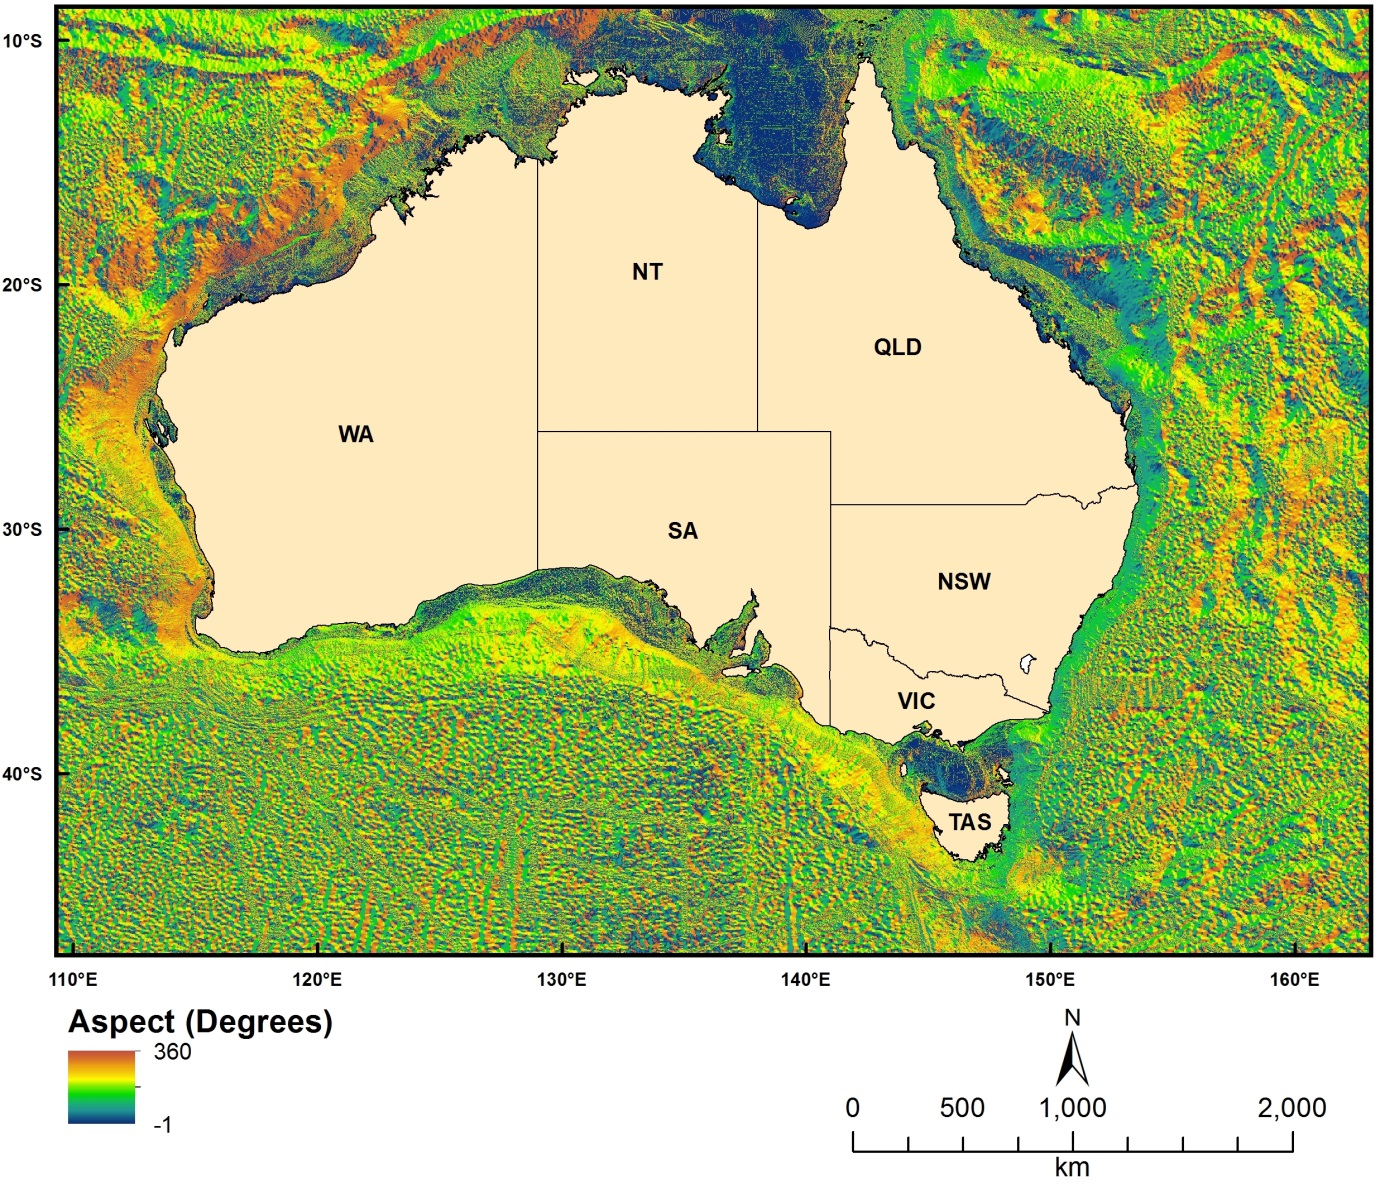 10°S
20°S
30°S
40°S
NT
QLD
WA
SA
NSW
VIC
TAS
110°E 120°E 130°E 140°E 150°E 160°E
Aspect (Degrees)
360
-1
N
0 500 1,000 2,000
km